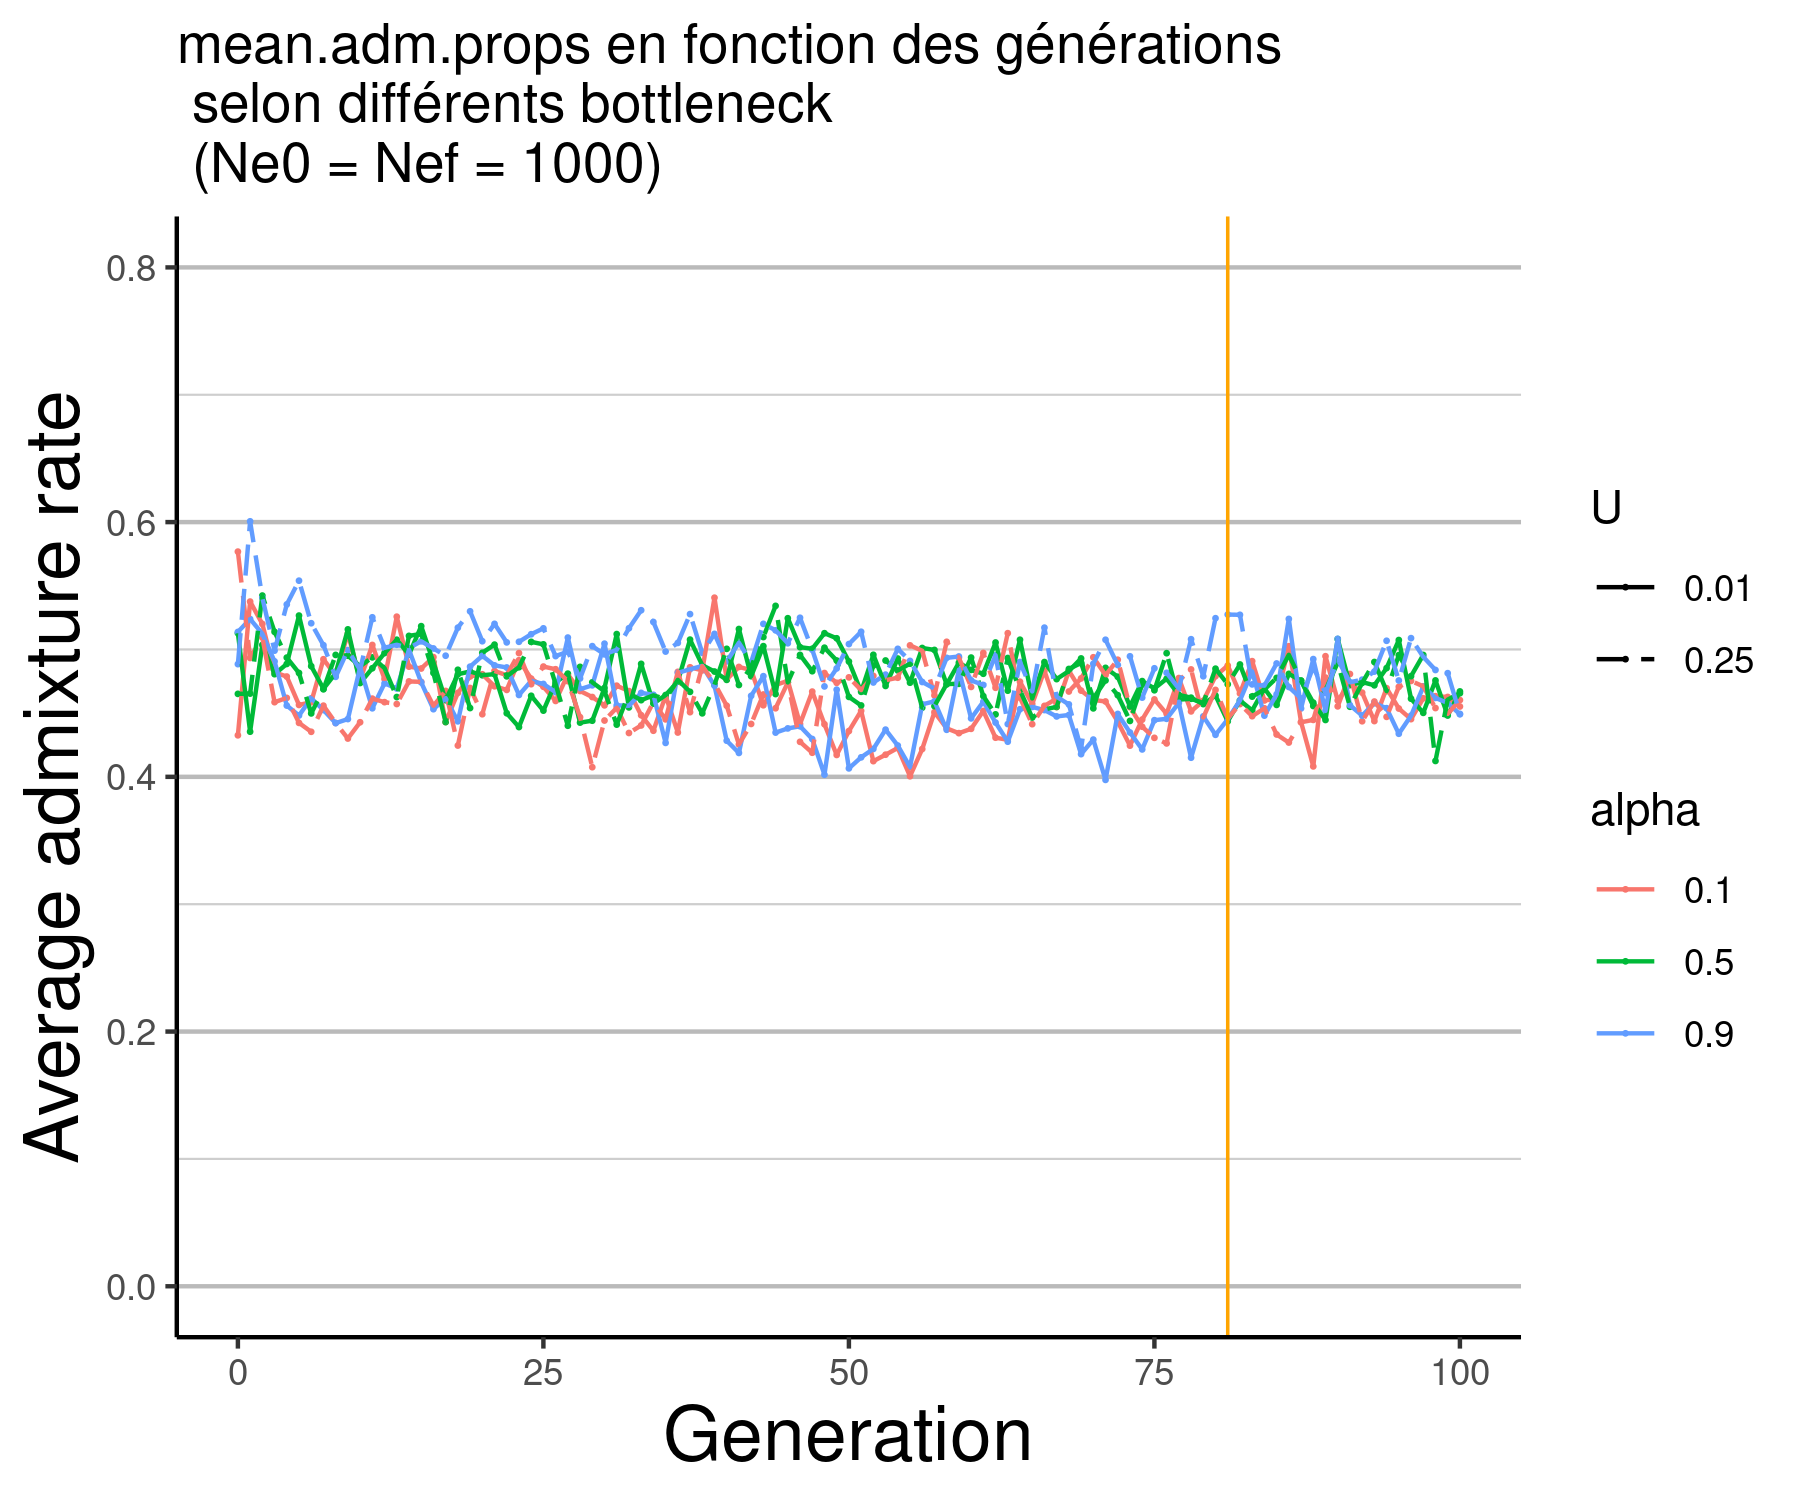 mean.adm.props en fonction des générations
selon différents bottleneck
(Ne0 = Nef = 1000)
Average admixture rate
0.8
0.6
0.4
0.2
0.0
0
25
50
75
100
Generation
U
0.01
0.25
alpha
0.1
0.5
0.9